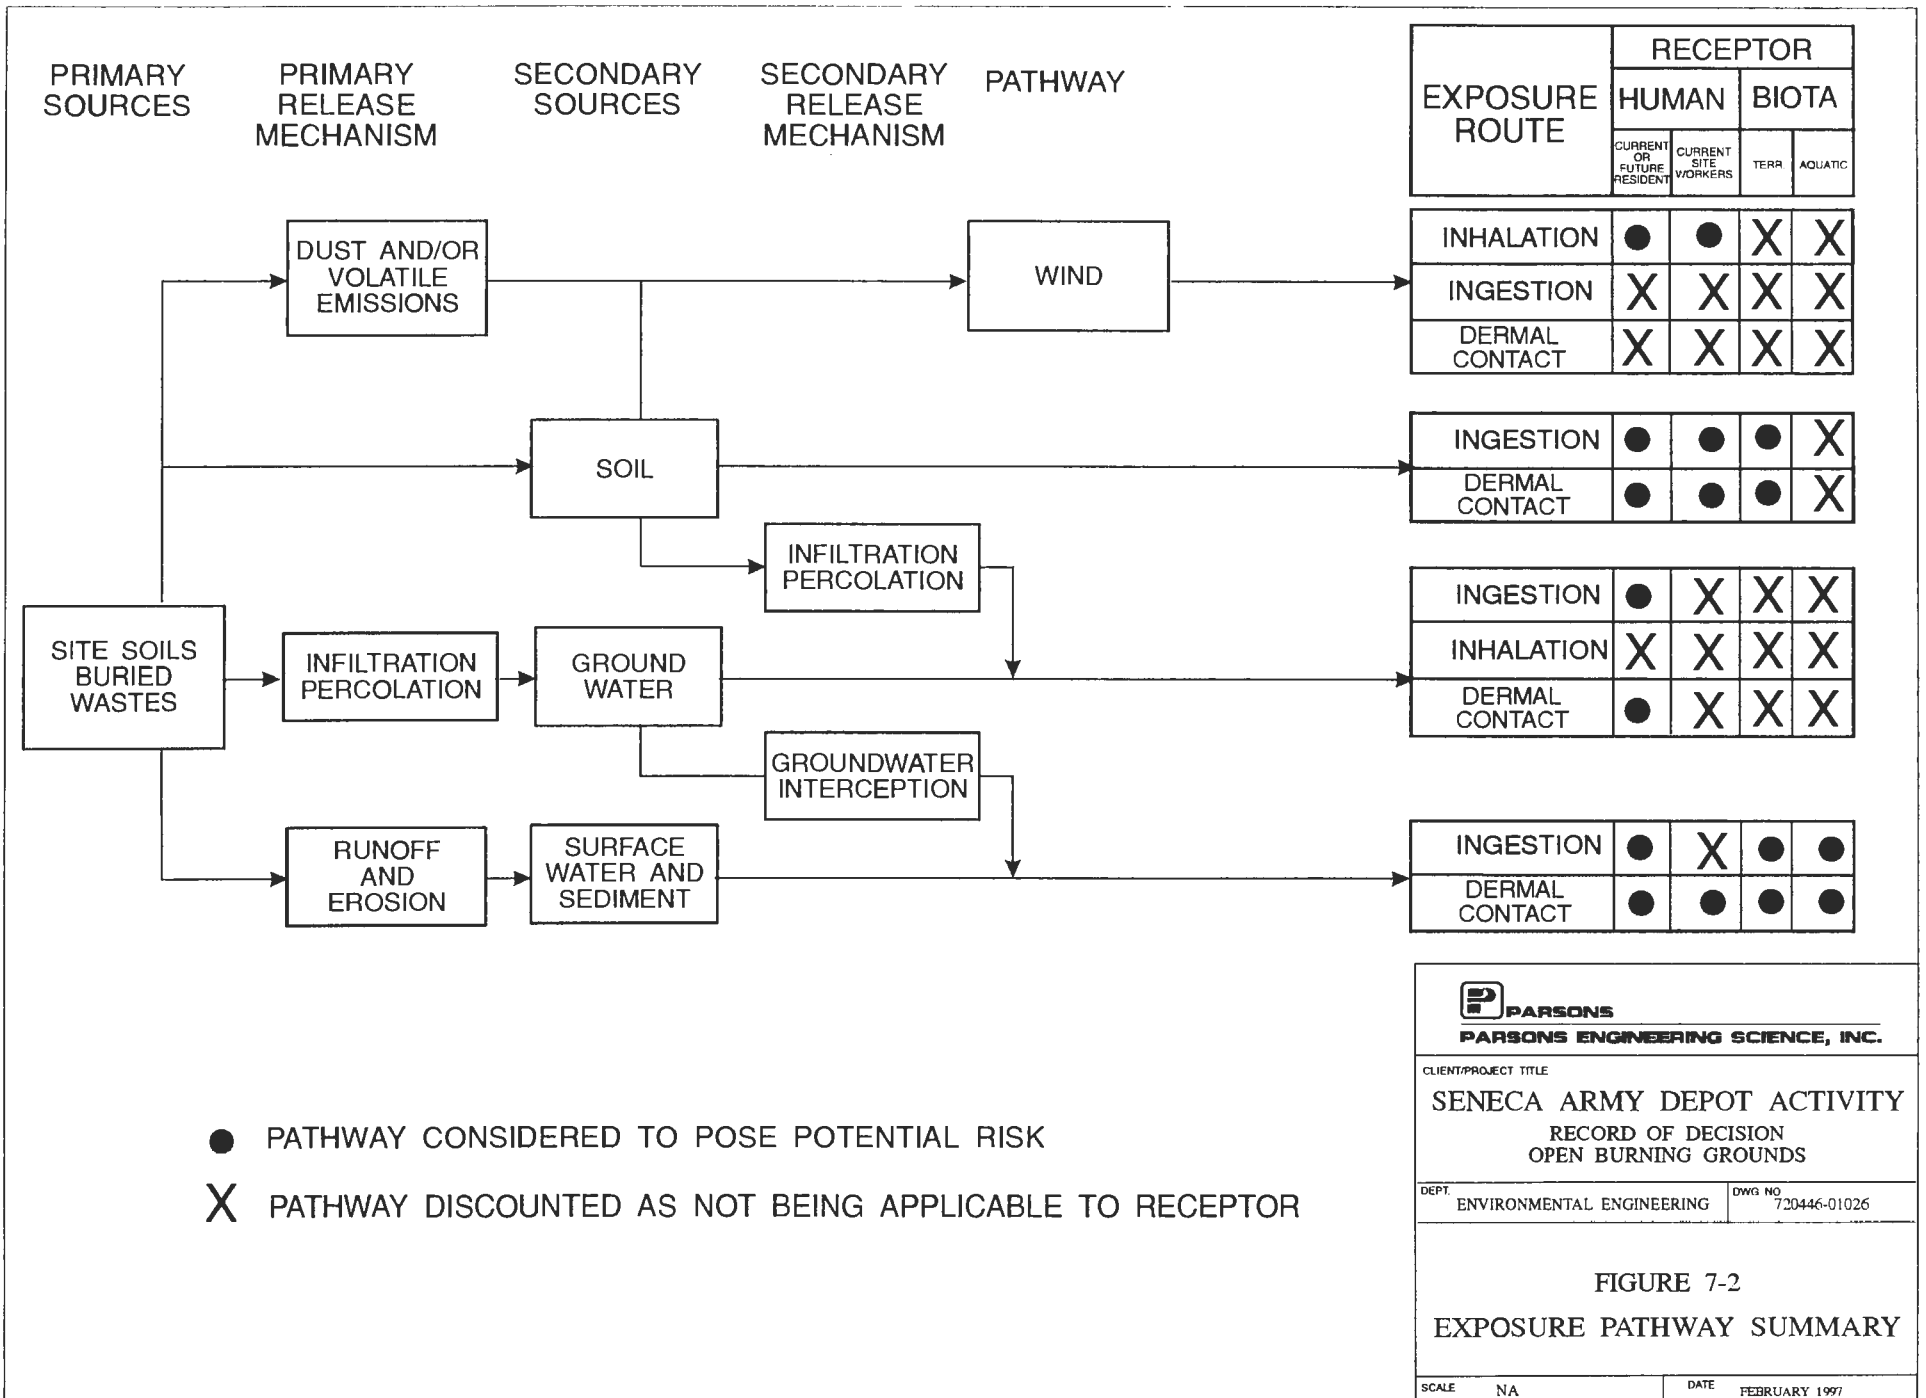 PRIMARY
SOURCES
PRIMARY
RELEASE
MECHANISM
SECONDARY
SOURCES
SECONDARY
RELEASE
MECHANISM
PATHWAY
EXPOSURE
ROUTE
RECEPTOR
HUMAN
BIOTA
CURRENT
OR
FUTURE
RESIDENT
CURRENT
SITE
WORKERS
TERR.
AQUATIC
DUST AND/OR
VOLATILE
EMISSIONS
WIND
INHALATION ● ● X X
INGESTION X X X X
DERMAL
CONTACT X X X X
SOIL
INGESTION ● ● ● X
DERMAL
CONTACT ● ● ● X
INFILTRATION
PERCOLATION
SITE SOILS
BURIED
WASTES
INFILTRATION
PERCOLATION
GROUND
WATER
INGESTION ● X X X
INHALATION X X X X
DERMAL
CONTACT ● X X X
GROUNDWATER
INTERCEPTION
RUNOFF
AND
EROSION
SURFACE
WATER AND
SEDIMENT
INGESTION ● X ● ●
DERMAL
CONTACT ● ● ● ●
● PATHWAY CONSIDERED TO POSE POTENTIAL RISK
X PATHWAY DISCOUNTED AS NOT BEING APPLICABLE TO RECEPTOR
PARSONS
PARSONS ENGINEERING SCIENCE, INC.
CLIENT/PROJECT TITLE
SENECA ARMY DEPOT ACTIVITY
RECORD OF DECISION
OPEN BURNING GROUNDS
DEPT. ENVIRONMENTAL ENGINEERING
DWG NO 720446-01026
FIGURE 7-2
EXPOSURE PATHWAY SUMMARY
SCALE NA
DATE FEBRUARY 1997